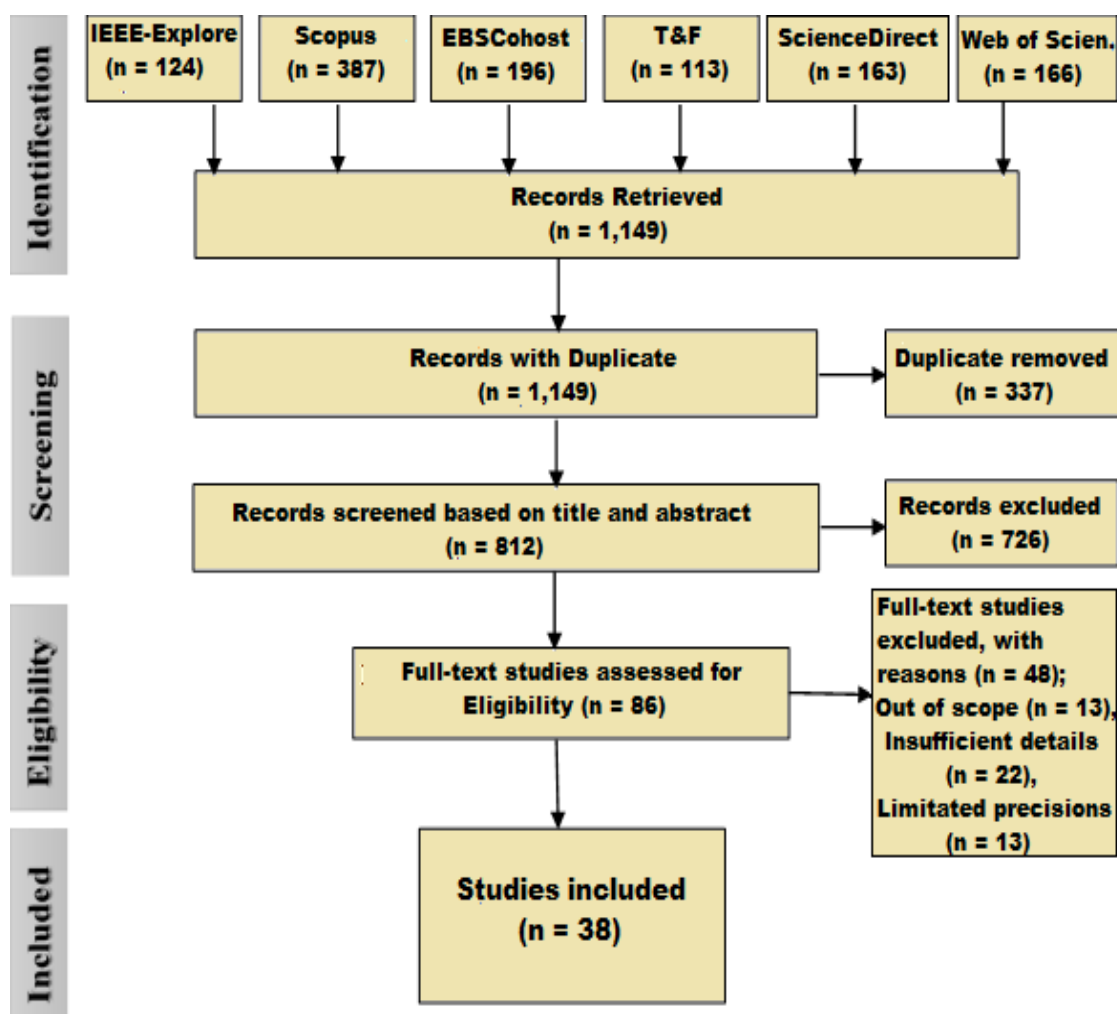 IEEE-Explore
(n = 124)
Scopus
(n = 387)
EBSCohost
(n = 196)
T&F
(n = 113)
ScienceDirect
(n = 163)
Web of Scien.
(n = 166)
Identification
Records Retrieved
(n = 1,149)
Screening
Records with Duplicate
(n = 1,149)
Duplicate removed
(n = 337)
Records screened based on title and abstract
(n = 812)
Records excluded
(n = 726)
Eligibility
Full-text studies assessed for
Eligibility (n = 86)
Full-text studies
excluded, with
reasons (n = 48);
Out of scope (n = 13),
Insufficient details
(n = 22),
Limitated precisions
(n = 13)
Included
Studies included
(n = 38)